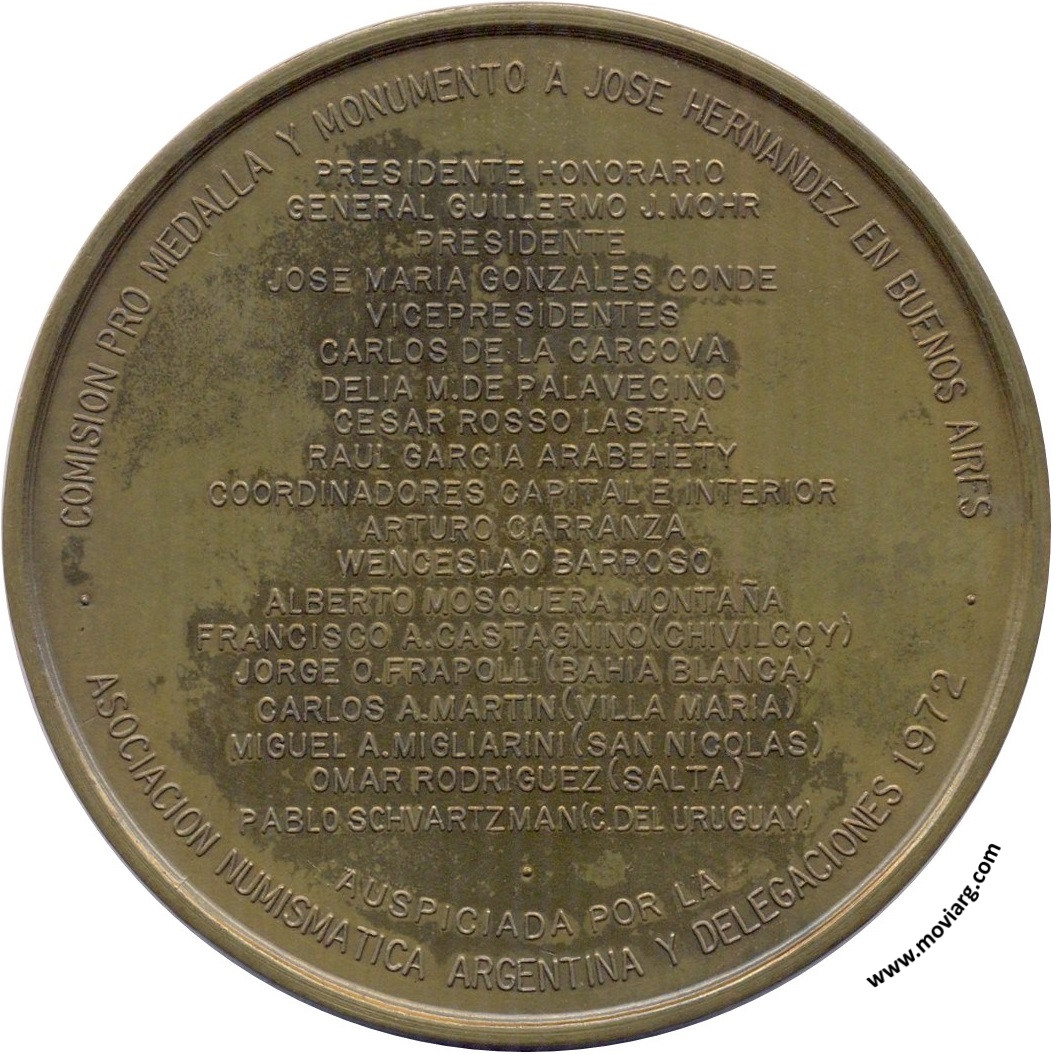 COMISION PRO MEDALLA Y MONUMENTO A JOSE HERNANDEZ EN BUENOS AIRES
PRESIDENTE HONORARIO
GENERAL GUILLERMO J. MOHR
PRESIDENTE
JOSE MARIA GONZALES CONDE
VICEPRESIDENTES
CARLOS DE LA CARCOVA
DELIA M. DE PALAVECINO
CESAR ROSSO LASTRA
RAUL GARCIA ARABEHETY
COORDINADORES CAPITAL E INTERIOR
ARTURO CARRANZA
WENCESLAO BARROSO
ALBERTO MOSQUERA MONTAÑA
FRANCISCO A. CASTAGNINO (CHIVILCOY)
JORGE O. FRAPOLLI (BAHIA BLANCA)
CARLOS A. MARTIN (VILLA MARIA)
MIGUEL A. MIGLIARINI (SAN NICOLAS)
OMAR RODRIGUEZ (SALTA)
PABLO SCHVARTZMAN (C. DEL URUGUAY)
AUSPICIADA POR LA
ASOCIACION NUMISMATICA ARGENTINA Y DELEGACIONES 1972
www.moviarg.com